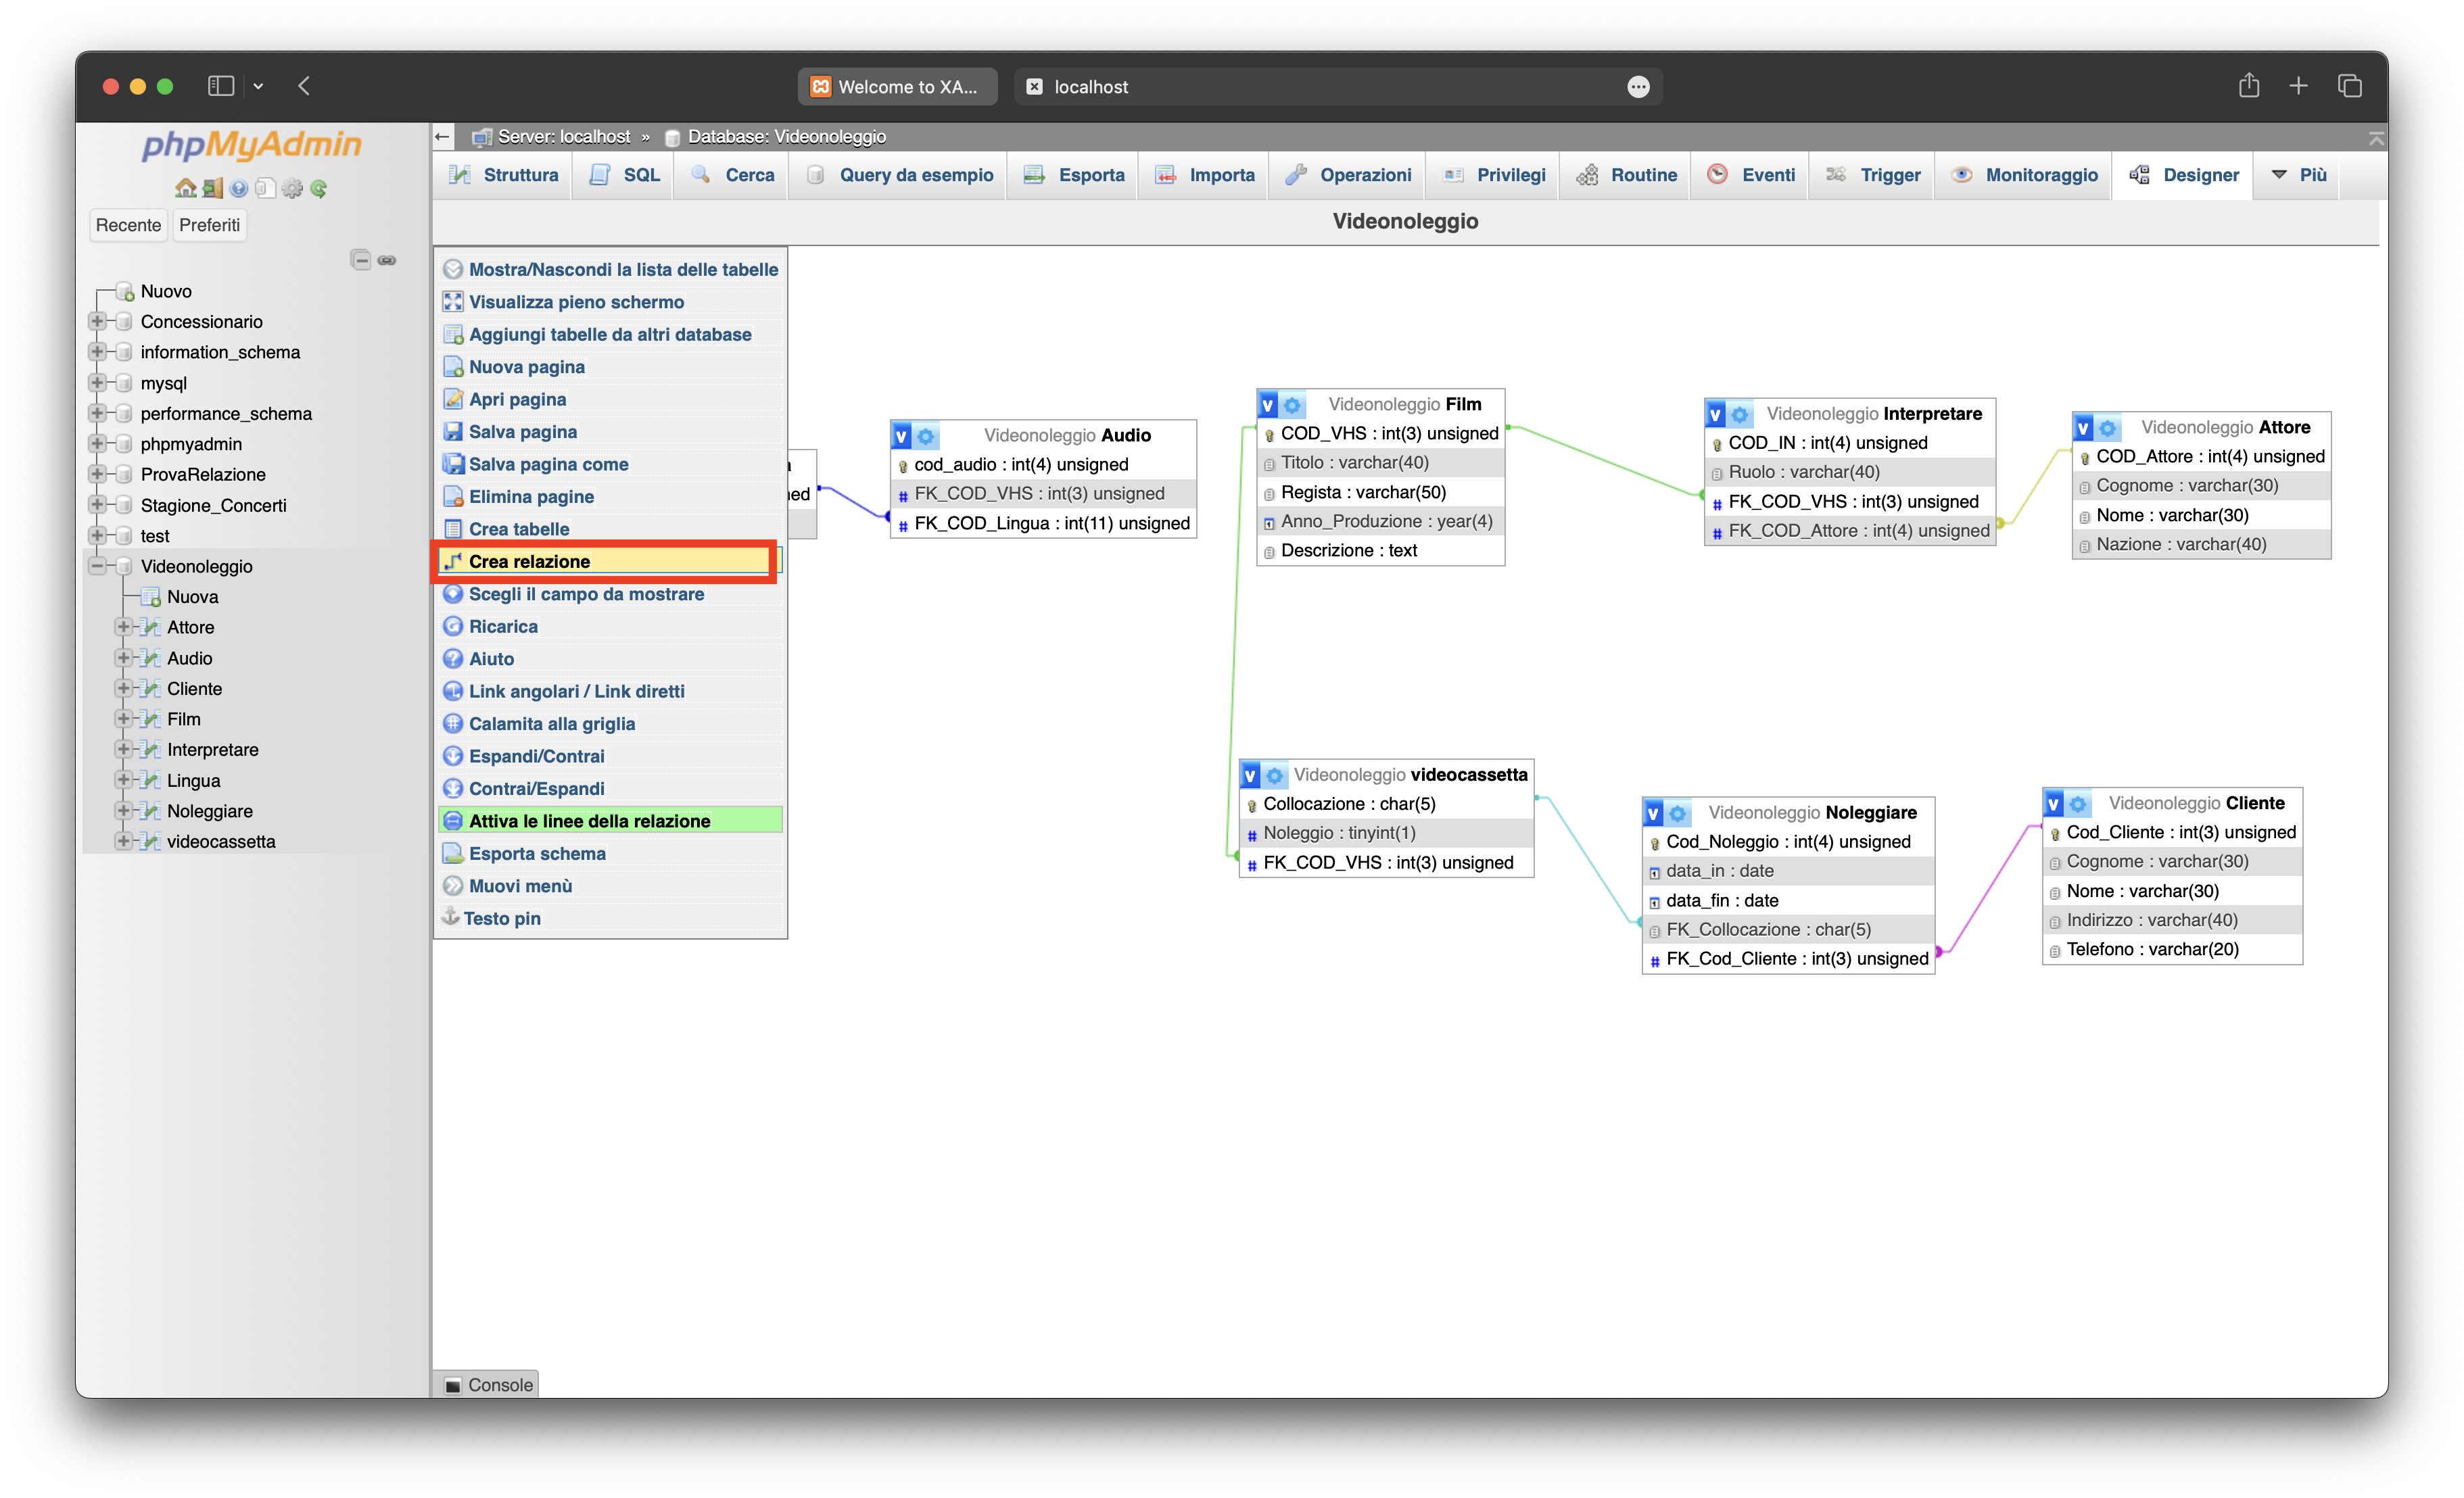 Welcome to XA...
localhost
phpMyAdmin
Recente
Preferiti
Nuovo
Concessionario
information_schema
mysql
performance_schema
phpmyadmin
ProvaRelazione
Stagione_Concerti
test
Videonoleggio
Nuova
Attore
Audio
Cliente
Film
Interpretare
Lingua
Noleggiare
videocassetta
Server: localhost » Database: Videonoleggio
Struttura
SQL
Cerca
Query da esempio
Esporta
Importa
Operazioni
Privilegi
Routine
Eventi
Trigger
Monitoraggio
Designer
Più
Videonoleggio
Mostra/Nascondi la lista delle tabelle
Visualizza pieno schermo
Aggiungi tabelle da altri database
Nuova pagina
Apri pagina
Salva pagina
Salva pagina come
Elimina pagine
Crea tabelle
Crea relazione
Scegli il campo da mostrare
Ricarica
Aiuto
Link angolari / Link diretti
Calamita alla griglia
Espandi/Contrai
Contrai/Espandi
Attiva le linee della relazione
Esporta schema
Muovi menù
Testo pin
ed
V Videonoleggio Audio
cod_audio : int(4) unsigned
# FK_COD_VHS : int(3) unsigned
# FK_COD_Lingua : int(11) unsigned
V Videonoleggio Film
COD_VHS : int(3) unsigned
Titolo : varchar(40)
Regista : varchar(50)
Anno_Produzione : year(4)
Descrizione : text
V Videonoleggio Interpretare
COD_IN : int(4) unsigned
Ruolo : varchar(40)
# FK_COD_VHS : int(3) unsigned
# FK_COD_Attore : int(4) unsigned
V Videonoleggio Attore
COD_Attore : int(4) unsigned
Cognome : varchar(30)
Nome : varchar(30)
Nazione : varchar(40)
V Videonoleggio videocassetta
Collocazione : char(5)
# Noleggio : tinyint(1)
# FK_COD_VHS : int(3) unsigned
V Videonoleggio Noleggiare
Cod_Noleggio : int(4) unsigned
data_in : date
data_fin : date
FK_Collocazione : char(5)
# FK_Cod_Cliente : int(3) unsigned
V Videonoleggio Cliente
Cod_Cliente : int(3) unsigned
Cognome : varchar(30)
Nome : varchar(30)
Indirizzo : varchar(40)
Telefono : varchar(20)
Console